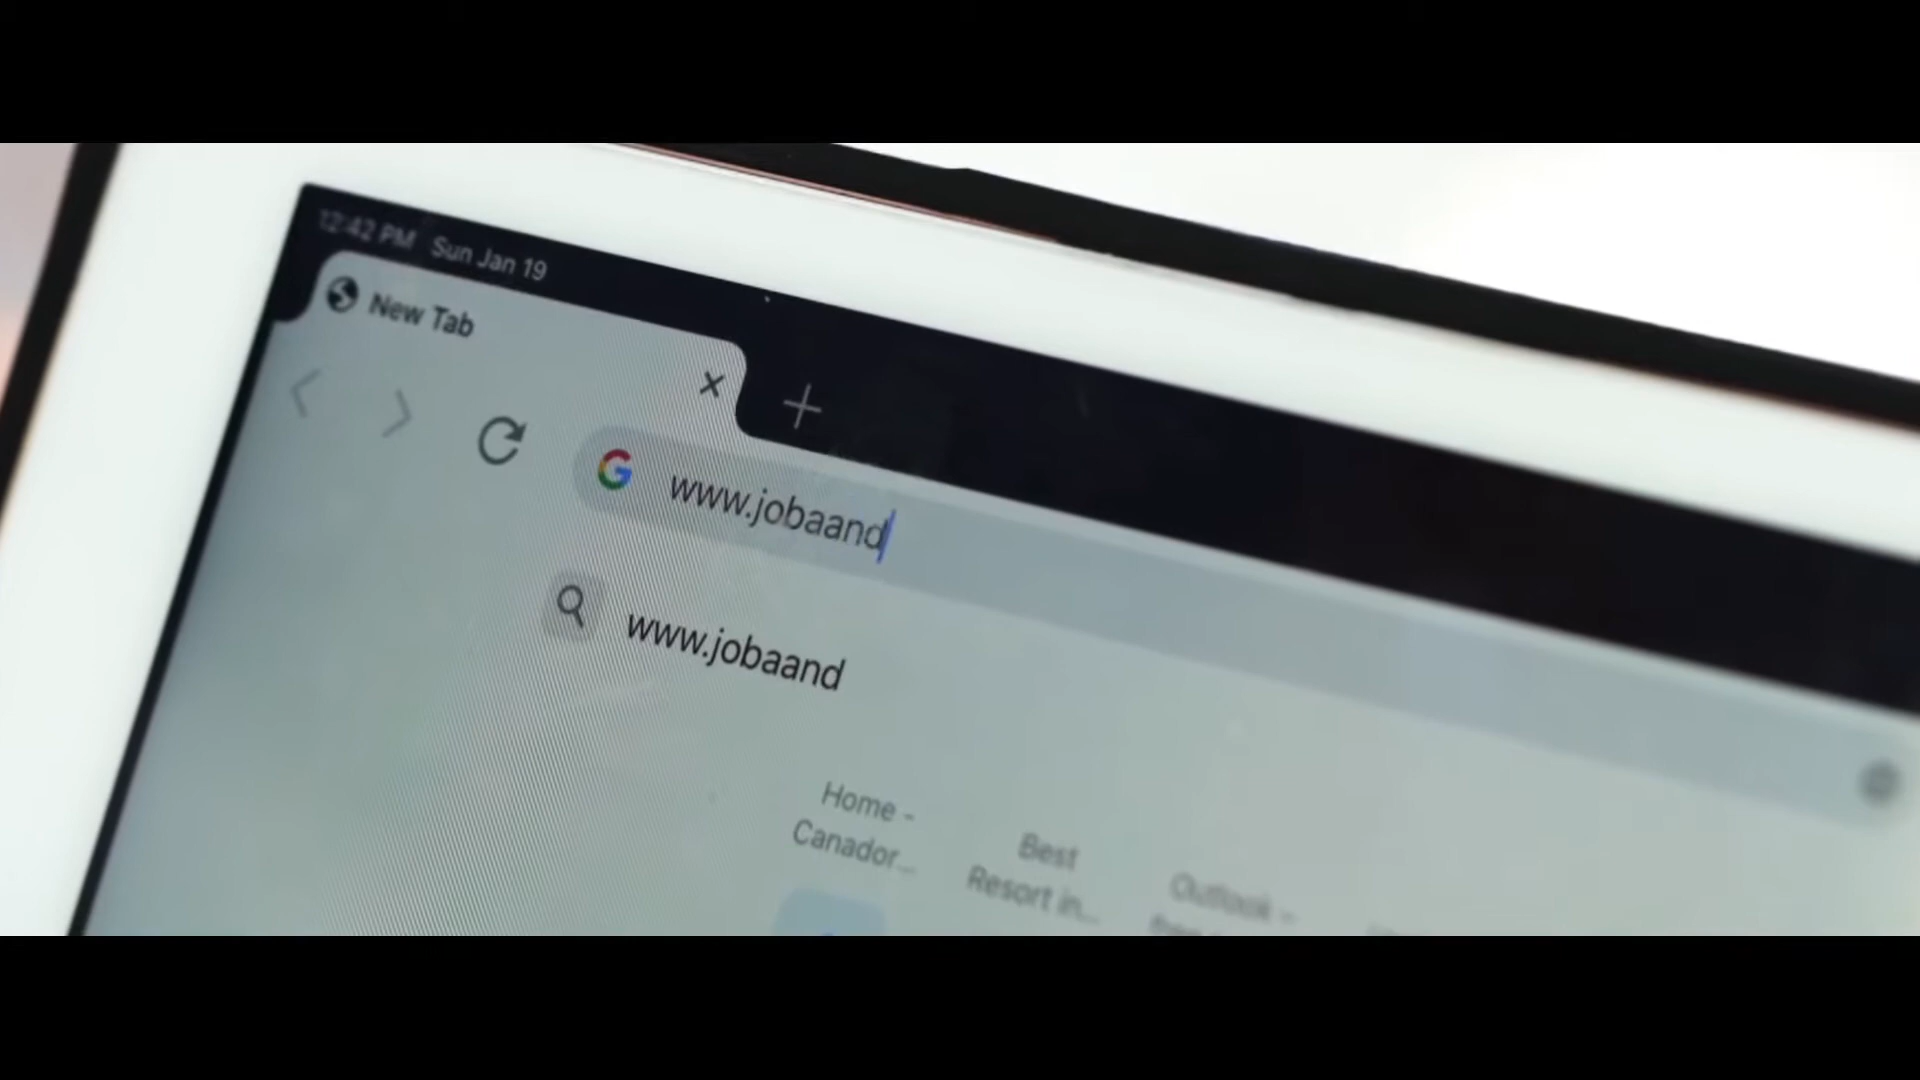 12:42 PM Sun Jan 19
New Tab
www.jobaand
www.jobaand
Home -
Canador...
Best
Resort in...
Outlook -